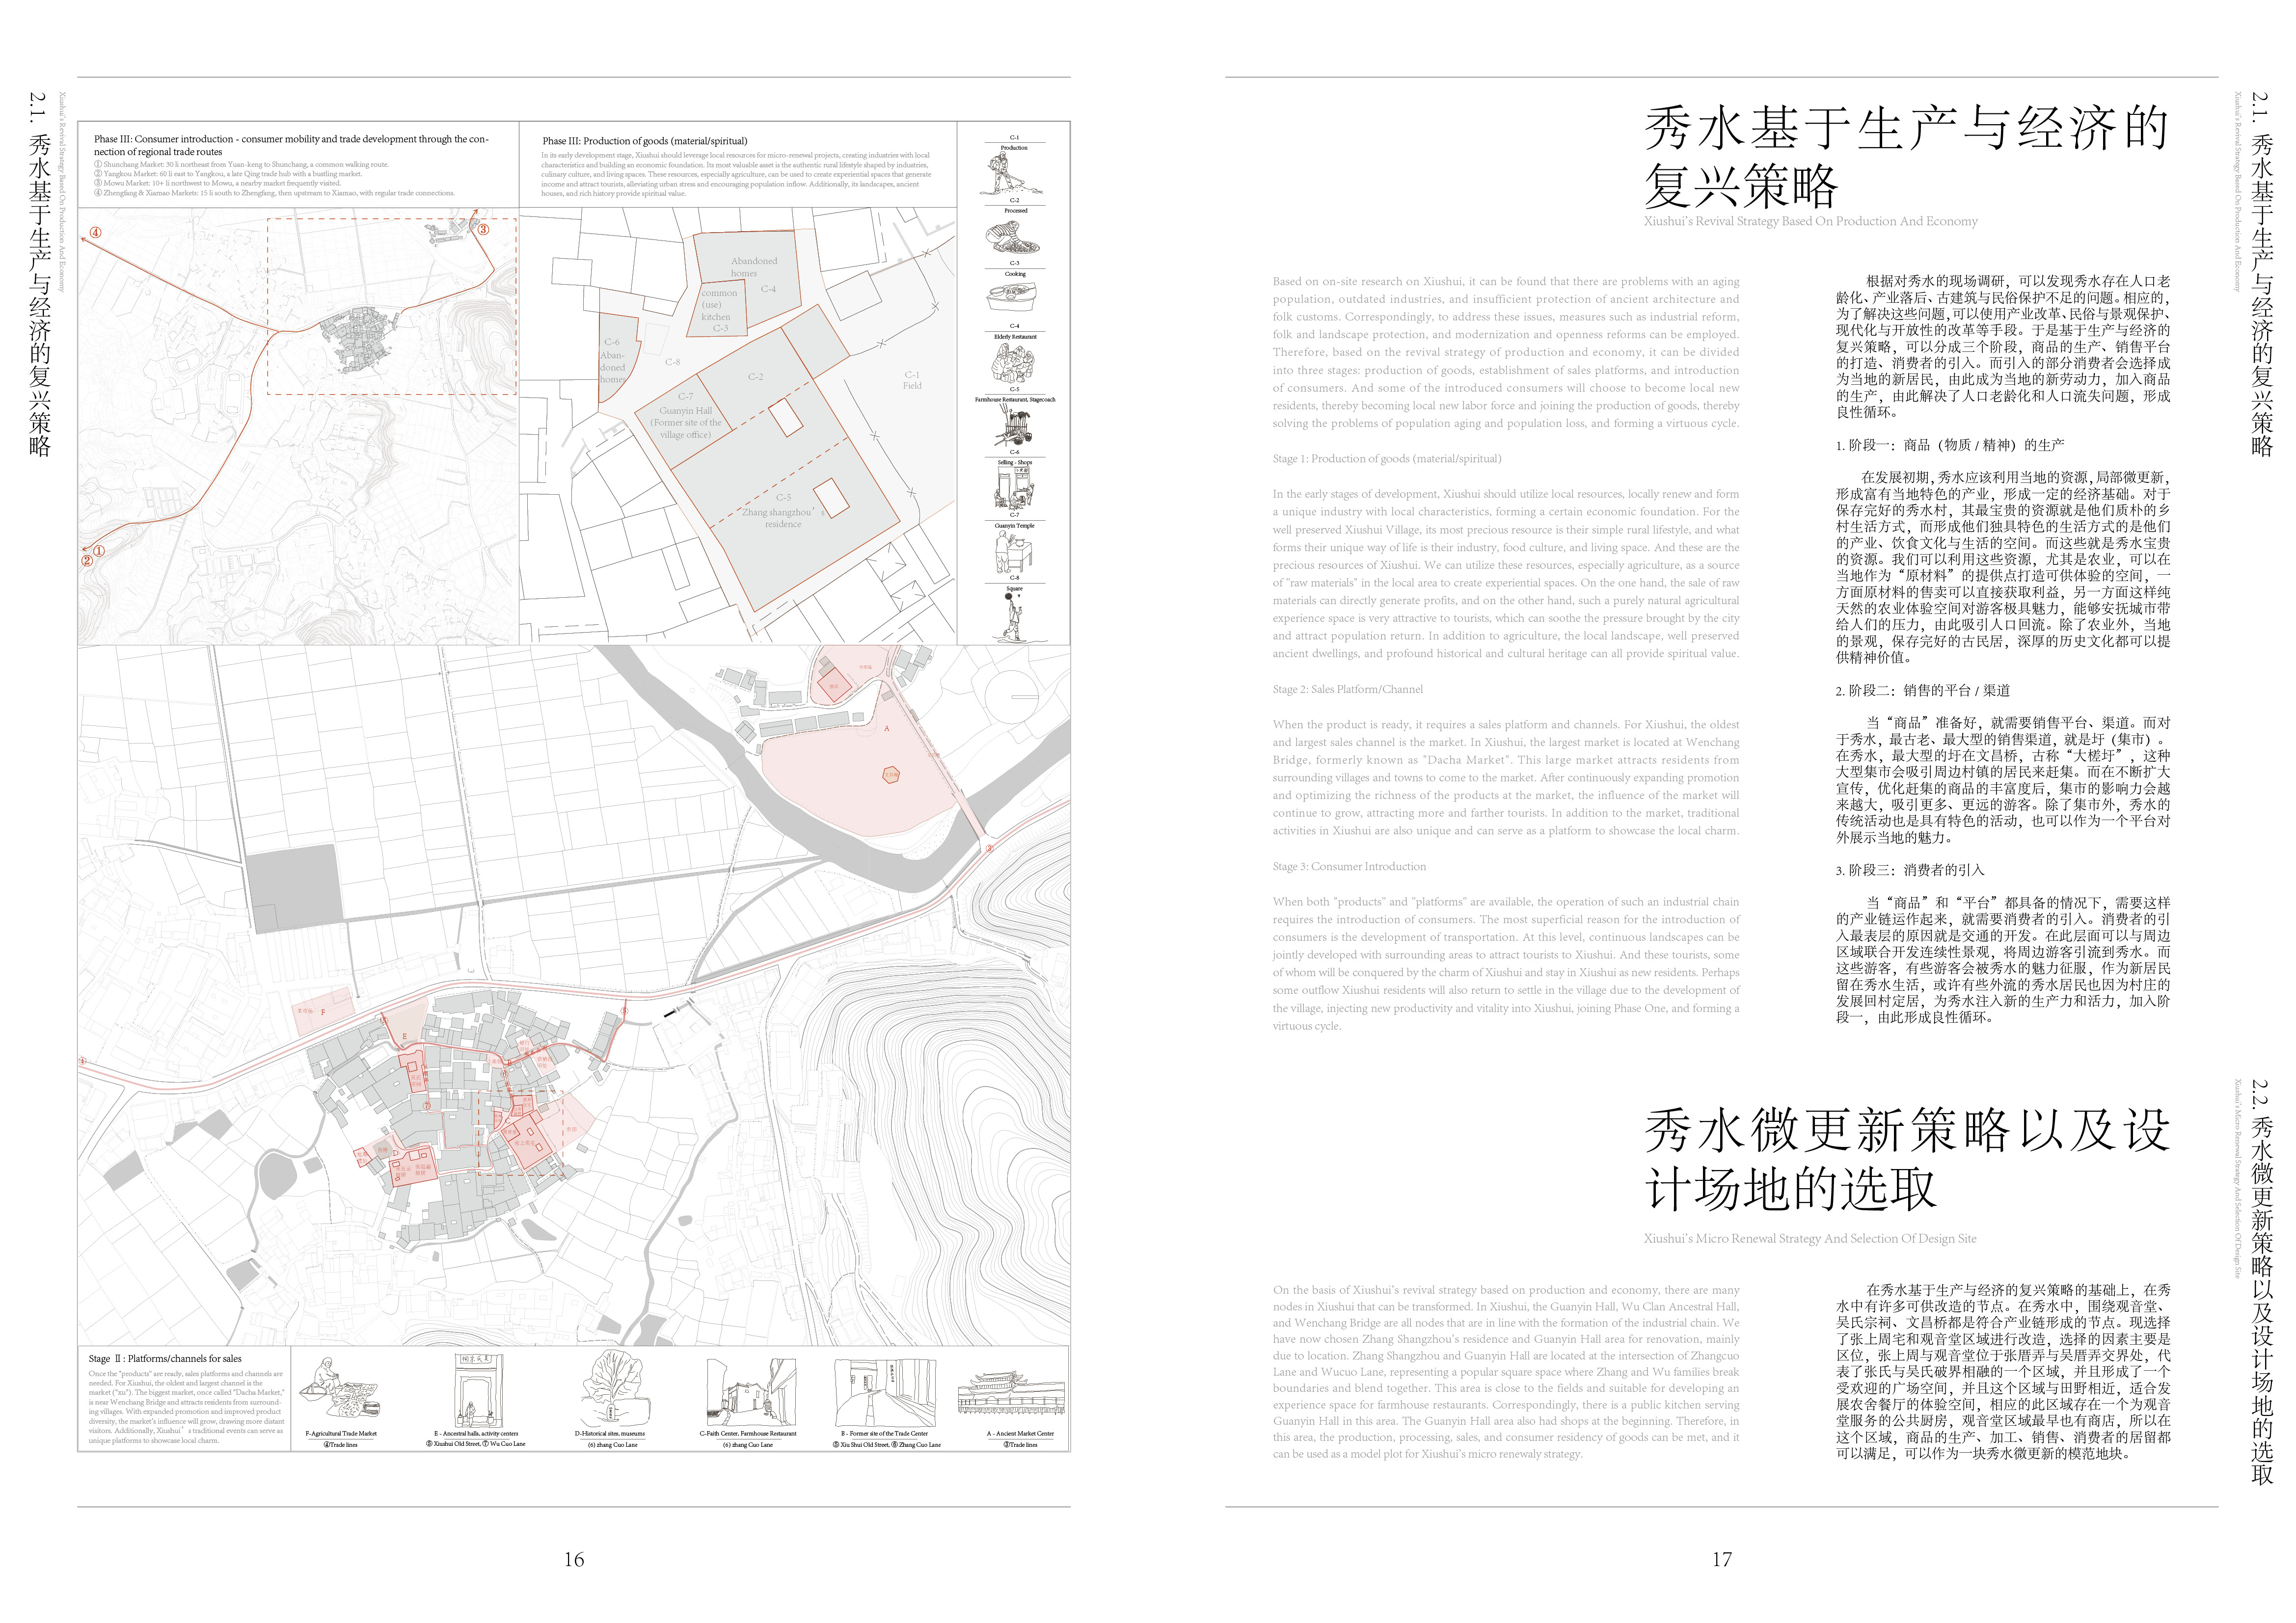 2.1. 秀水基于生产与经济的复兴策略
Xiushui's Revival Strategy Based On Production And Economy
Phase III: Consumer introduction - consumer mobility and trade development through the con-
nection of regional trade routes
① Shunchang Market: 30 li northeast from Yuan-keng to Shunchang, a common walking route.
② Yangkou Market: 60 li east to Yangkou, a late Qing trade hub with a bustling market.
③ Mowu Market: 10+ li northwest to Mowu, a nearby market frequently visited.
④ Zhengfang & Xiamao Markets: 15 li south to Zhengfang, then upstream to Xiamao, with regular trade connections.
Phase III: Production of goods (material/spiritual)
In its early development stage, Xiushui should leverage local resources for micro-renewal projects, creating industries with local
characteristics and building an economic foundation. Its most valuable asset is the authentic rural lifestyle shaped by industries,
culinary culture, and living spaces. These resources, especially agriculture, can be used to create experiential spaces that generate
income and attract tourists, alleviating urban stress and encouraging population inflow. Additionally, its landscapes, ancient
houses, and rich history provide spiritual value.
④
③
①
②
Abandoned
homes
C-4
common
(use)
kitchen
C-3
C-6
Aban-
doned
homes
C-8
C-2
C-1
Field
C-7
Guanyin Hall
(Former site of the
village office)
C-5
Zhang shangzhou's
residence
C-1
Production
C-2
Processed
C-3
Cooking
C-4
Elderly Restaurant
C-5
Farmhouse Restaurant, Stagecoach
C-6
Selling - Shops
C-7
Guanyin Temple
C-8
Square
A
F
E
D
C
Stage Ⅱ: Platforms/channels for sales
Once the "products" are ready, sales platforms and channels are
needed. For Xiushui, the oldest and largest channel is the
market ("xu"). The biggest market, once called "Dacha Market,"
is near Wenchang Bridge and attracts residents from surround-
ing villages. With expanded promotion and improved product
diversity, the market's influence will grow, drawing more distant
visitors. Additionally, Xiushui's traditional events can serve as
unique platforms to showcase local charm.
F-Agricultural Trade Market
④Trade lines
E - Ancestral halls, activity centers
⑤ Xiushui Old Street, ⑦ Wu Cuo Lane
D-Historical sites, museums
(6) zhang Cuo Lane
C-Faith Center, Farmhouse Restaurant
(6) zhang Cuo Lane
B - Former site of the Trade Center
⑤ Xiu Shui Old Street, ⑥ Zhang Cuo Lane
A - Ancient Market Center
③Trade lines
16
秀水基于生产与经济的
复兴策略
Xiushui's Revival Strategy Based On Production And Economy
Based on on-site research on Xiushui, it can be found that there are problems with an aging
population, outdated industries, and insufficient protection of ancient architecture and
folk customs. Correspondingly, to address these issues, measures such as industrial reform,
folk and landscape protection, and modernization and openness reforms can be employed.
Therefore, based on the revival strategy of production and economy, it can be divided
into three stages: production of goods, establishment of sales platforms, and introduction
of consumers. And some of the introduced consumers will choose to become local new
residents, thereby becoming local new labor force and joining the production of goods, thereby
solving the problems of population aging and population loss, and forming a virtuous cycle.
Stage 1: Production of goods (material/spiritual)
In the early stages of development, Xiushui should utilize local resources, locally renew and form
a unique industry with local characteristics, forming a certain economic foundation. For the
well preserved Xiushui Village, its most precious resource is their simple rural lifestyle, and what
forms their unique way of life is their industry, food culture, and living space. And these are the
precious resources of Xiushui. We can utilize these resources, especially agriculture, as a source
of "raw materials" in the local area to create experiential spaces. On the one hand, the sale of raw
materials can directly generate profits, and on the other hand, such a purely natural agricultural
experience space is very attractive to tourists, which can soothe the pressure brought by the city
and attract population return. In addition to agriculture, the local landscape, well preserved
ancient dwellings, and profound historical and cultural heritage can all provide spiritual value.
Stage 2: Sales Platform/Channel
When the product is ready, it requires a sales platform and channels. For Xiushui, the oldest
and largest sales channel is the market. In Xiushui, the largest market is located at Wenchang
Bridge, formerly known as "Dacha Market". This large market attracts residents from
surrounding villages and towns to come to the market. After continuously expanding promotion
and optimizing the richness of the products at the market, the influence of the market will
continue to grow, attracting more and farther tourists. In addition to the market, traditional
activities in Xiushui are also unique and can serve as a platform to showcase the local charm.
Stage 3: Consumer Introduction
When both "products" and "platforms" are available, the operation of such an industrial chain
requires the introduction of consumers. The most superficial reason for the introduction of
consumers is the development of transportation. At this level, continuous landscapes can be
jointly developed with surrounding areas to attract tourists to Xiushui. And these tourists, some
of whom will be conquered by the charm of Xiushui and stay in Xiushui as new residents. Perhaps
some outflow Xiushui residents will also return to settle in the village due to the development of
the village, injecting new productivity and vitality into Xiushui, joining Phase One, and forming a
virtuous cycle.
根据对秀水的现场调研，可以发现秀水存在人口老
龄化、产业落后、古建筑与民俗保护不足的问题。相应的，
为了解决这些问题，可以使用产业改革、民俗与景观保护、
现代化与开放性的改革等手段。于是基于生产与经济的
复兴策略，可以分成三个阶段，商品的生产、销售平台
的打造、消费者的引入。而引入的部分消费者会选择成
为当地的新居民，由此成为当地的新劳动力，加入商品
的生产，由此解决了人口老龄化和人口流失问题，形成
良性循环。
1. 阶段一：商品（物质 / 精神）的生产
在发展初期，秀水应该利用当地的资源，局部微更新，
形成富有当地特色的产业，形成一定的经济基础。对于
保存完好的秀水村，其最宝贵的资源就是他们质朴的乡
村生活方式，而形成他们独具特色的生活方式的是他们
的产业、饮食文化与生活的空间。而这些就是秀水宝贵
的资源。我们可以利用这些资源，尤其是农业，可以在
当地作为“原材料”的提供点打造可供体验的空间，一
方面原材料的售卖可以直接获取利益，另一方面这样纯
天然的农业体验空间对游客极具魅力，能够安抚城市带
给人们的压力，由此吸引人口回流。除了农业外，当地
的景观，保存完好的古民居，深厚的历史文化都可以提
供精神价值。
2. 阶段二：销售的平台 / 渠道
当“商品”准备好，就需要销售平台、渠道。而对
于秀水，最古老、最大型的销售渠道，就是圩（集市）。
在秀水，最大型的圩在文昌桥，古称“大槎圩”，这种
大型集市会吸引周边村镇的居民来赶集。而在不断扩大
宣传，优化赶集的商品的丰富度后，集市的影响力会越
来越大，吸引更多、更远的游客。除了集市外，秀水的
传统活动也是具有特色的活动，也可以作为一个平台对
外展示当地的魅力。
3. 阶段三：消费者的引入
当“商品”和“平台”都具备的情况下，需要这样
的产业链运作起来，就需要消费者的引入。消费者的引
入最表层的原因就是交通的开发。在此层面可以与周边
区域联合开发连续性景观，将周边游客引流到秀水。而
这些游客，有些游客会被秀水的魅力征服，作为新居民
留在秀水生活，或许有些外流的秀水居民也因为村庄的
发展回村定居，为秀水注入新的生产力和活力，加入阶
段一，由此形成良性循环。
秀水微更新策略以及设
计场地的选取
Xiushui's Micro Renewal Strategy And Selection Of Design Site
On the basis of Xiushui's revival strategy based on production and economy, there are many
nodes in Xiushui that can be transformed. In Xiushui, the Guanyin Hall, Wu Clan Ancestral Hall,
and Wenchang Bridge are all nodes that are in line with the formation of the industrial chain. We
have now chosen Zhang Shangzhou's residence and Guanyin Hall area for renovation, mainly
due to location. Zhang Shangzhou and Guanyin Hall are located at the intersection of Zhangcuo
Lane and Wucuo Lane, representing a popular square space where Zhang and Wu families break
boundaries and blend together. This area is close to the fields and suitable for developing an
experience space for farmhouse restaurants. Correspondingly, there is a public kitchen serving
Guanyin Hall in this area. The Guanyin Hall area also had shops at the beginning. Therefore, in
this area, the production, processing, sales, and consumer residency of goods can be met, and it
can be used as a model plot for Xiushui's micro renewaly strategy.
在秀水基于生产与经济的复兴策略的基础上，在秀
水中有许多可供改造的节点。在秀水中，围绕观音堂、
吴氏宗祠、文昌桥都是符合产业链形成的节点。现选择
了张上周宅和观音堂区域进行改造，选择的因素主要是
区位，张上周与观音堂位于张厝弄与吴厝弄交界处，代
表了张氏与吴氏破界相融的一个区域，并且形成了一个
受欢迎的广场空间，并且这个区域与田野相近，适合发
展农舍餐厅的体验空间，相应的此区域存在一个为观音
堂服务的公共厨房，观音堂区域最早也有商店，所以在
这个区域，商品的生产、加工、销售、消费者的居留都
可以满足，可以作为一块秀水微更新的模范地块。
17
2.1. 秀水基于生产与经济的复兴策略
Xiushui's Revival Strategy Based On Production And Economy
2.2. 秀水微更新策略以及设计场地的选取
Xiushui's Micro Renewal Strategy And Selection Of Design Site